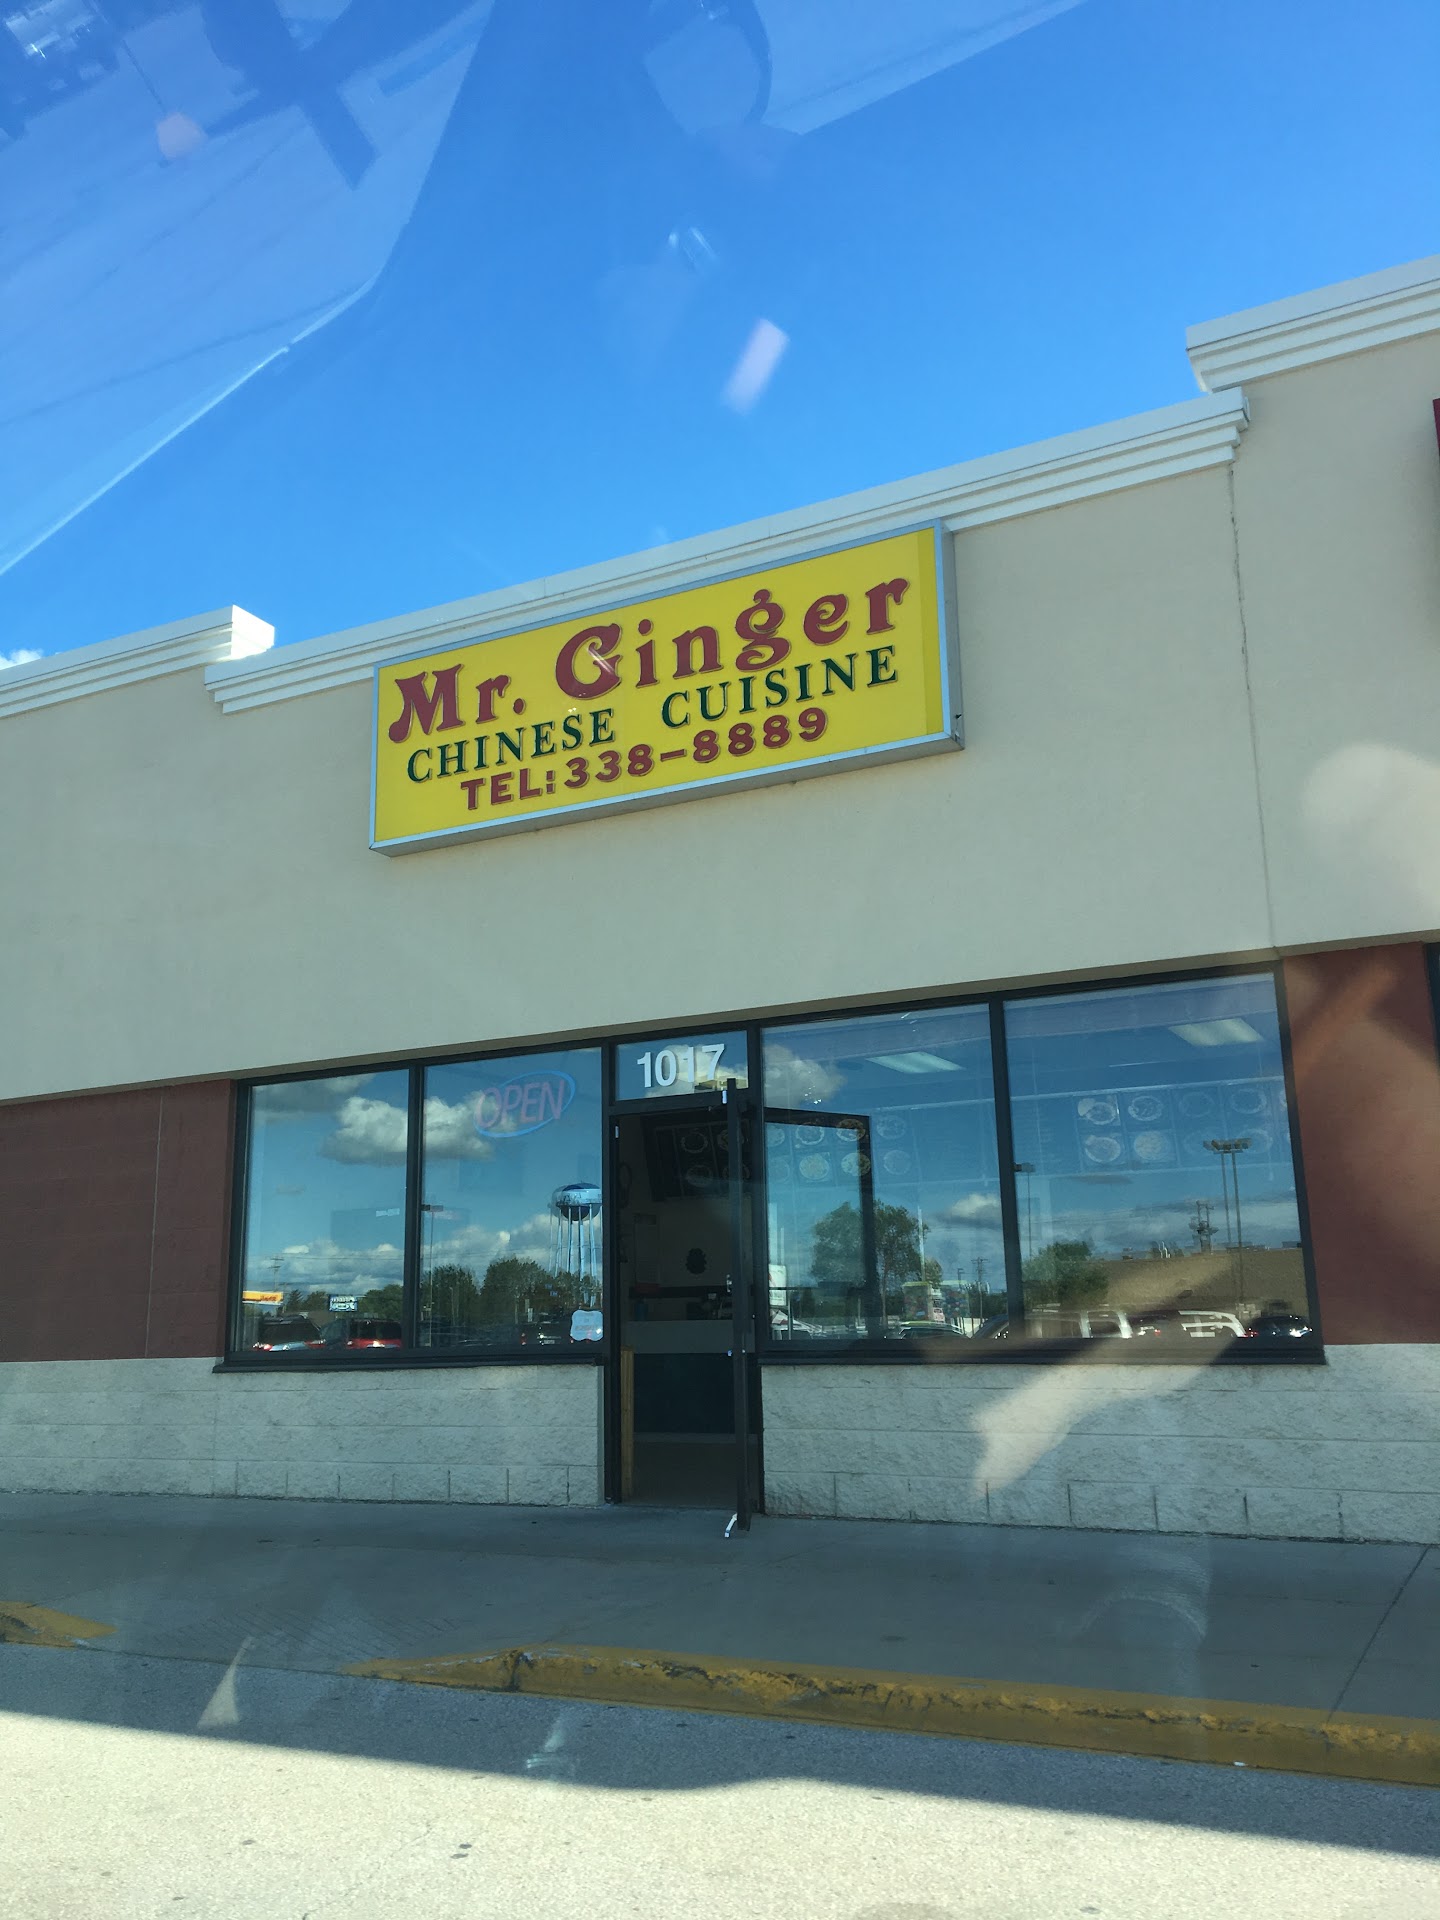 Mr. Ginger
CHINESE CUISINE
TEL:338-8889
1017
OPEN